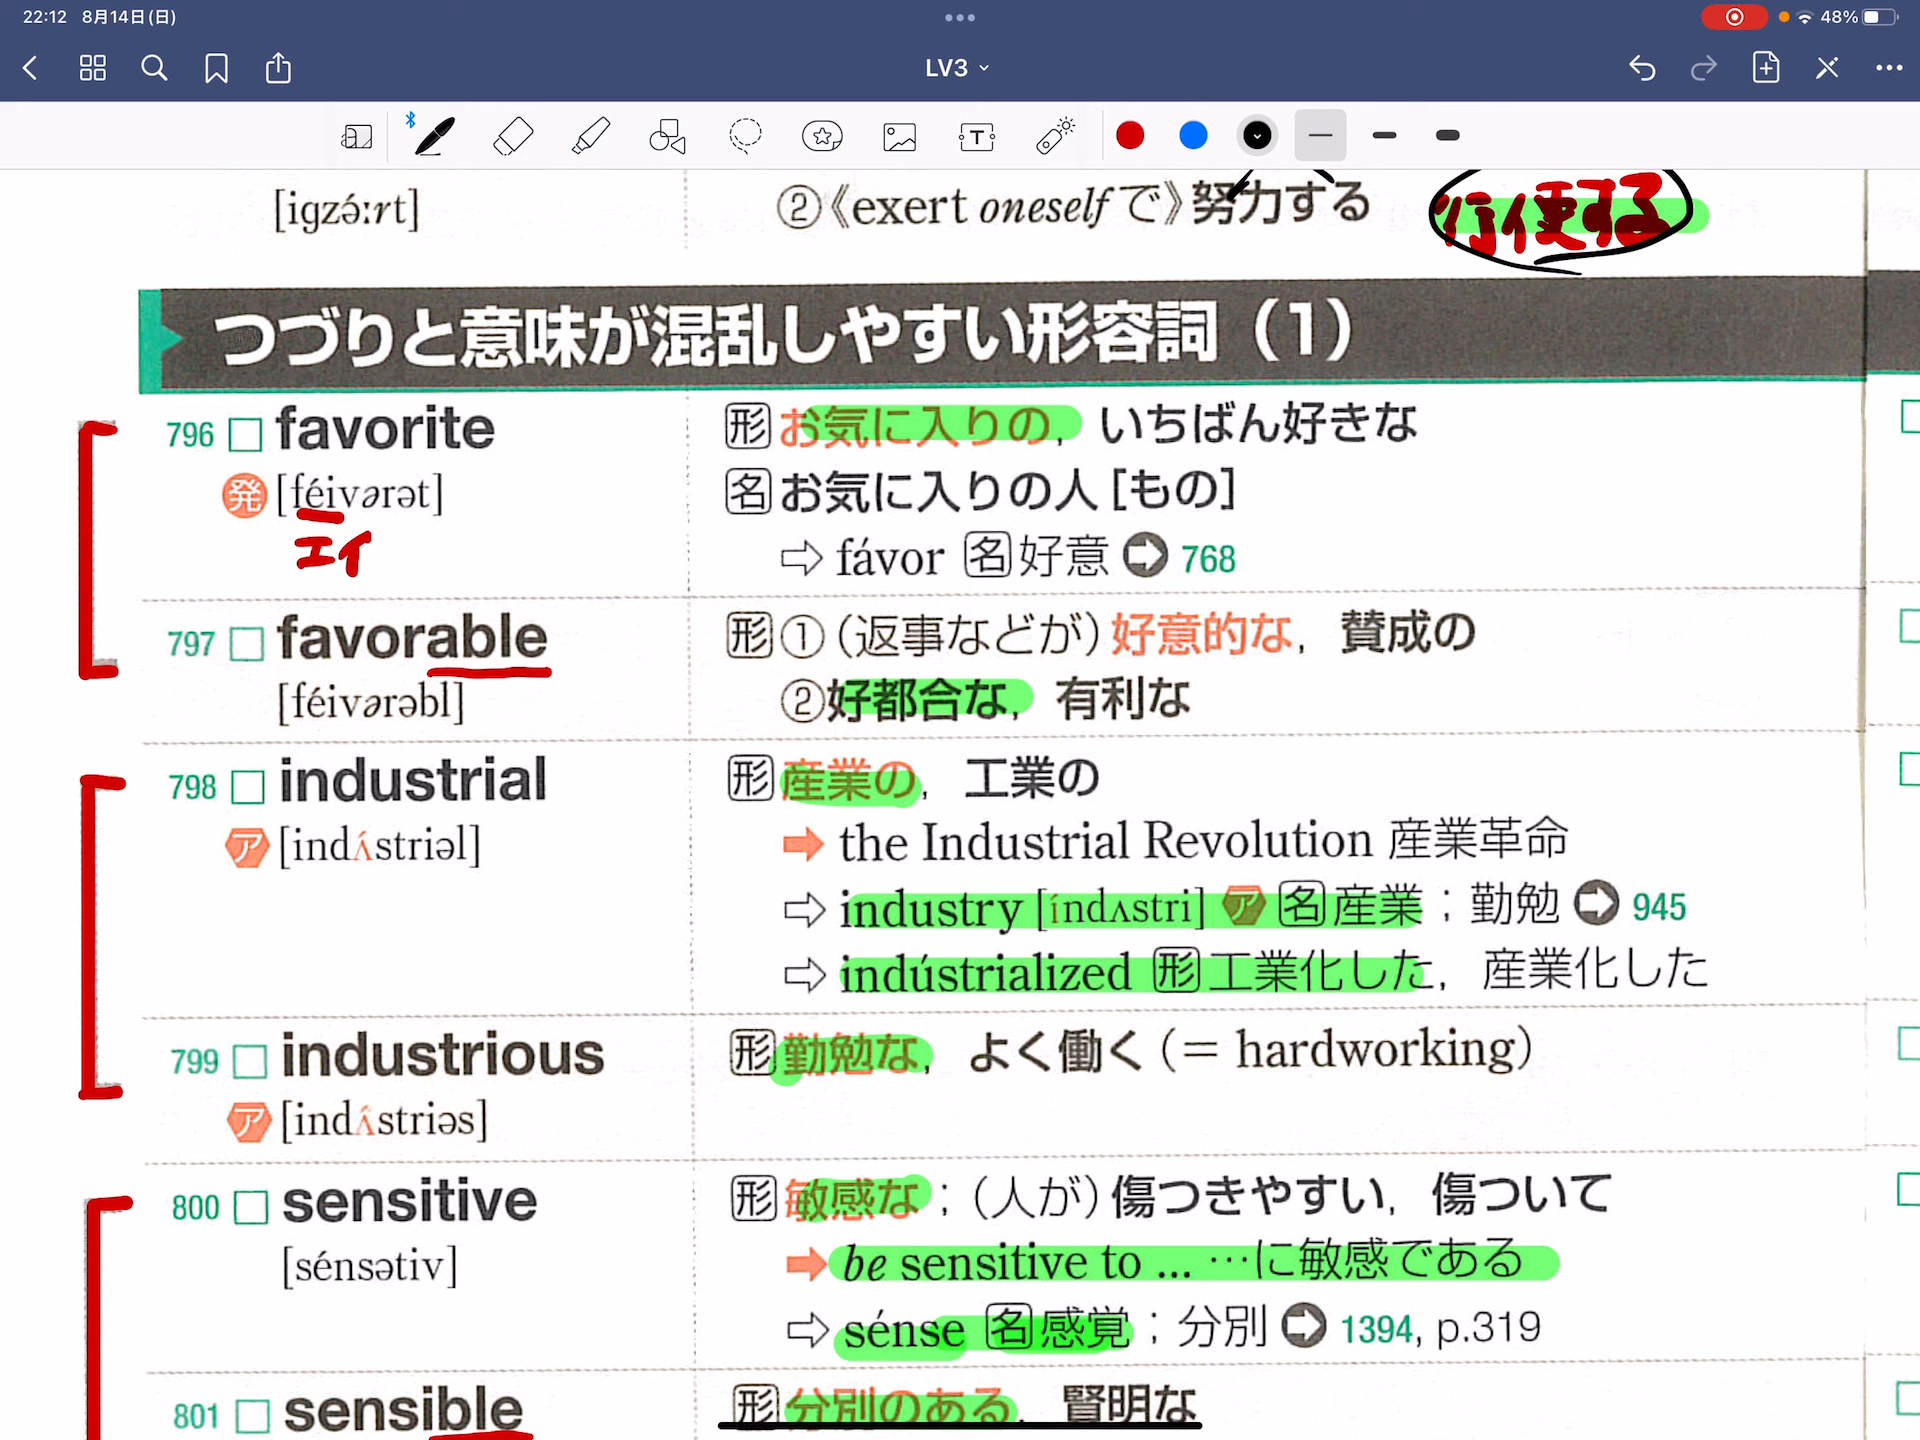 22:12 8月14日(日)
48%
LV3
[igzə́ːrt]
②《exert oneself で》努力する
行使する
つづりと意味が混乱しやすい形容詞（1）
796 favorite 形 お気に入りの，いちばん好きな
発 [féivərət] 名 お気に入りの人[もの]
エイ
⇨ fávor 名 好意 ➲ 768
797 favorable 形 ①（返事などが）好意的な，賛成の
[féivərəbl] ②好都合な，有利な
798 industrial 形 産業の，工業の
ア [indʌ́striəl] ➡ the Industrial Revolution 産業革命
⇨ industry [índʌstri] ア 名 産業；勤勉 ➲ 945
⇨ indústrialized 形 工業化した，産業化した
799 industrious 形 勤勉な，よく働く（= hardworking）
ア [indʌ́striəs]
800 sensitive 形 敏感な；（人が）傷つきやすい，傷ついて
[sénsətiv] ➡ be sensitive to ... …に敏感である
⇨ sénse 名 感覚；分別 ➲ 1394, p.319
801 sensible 形 分別のある，賢明な